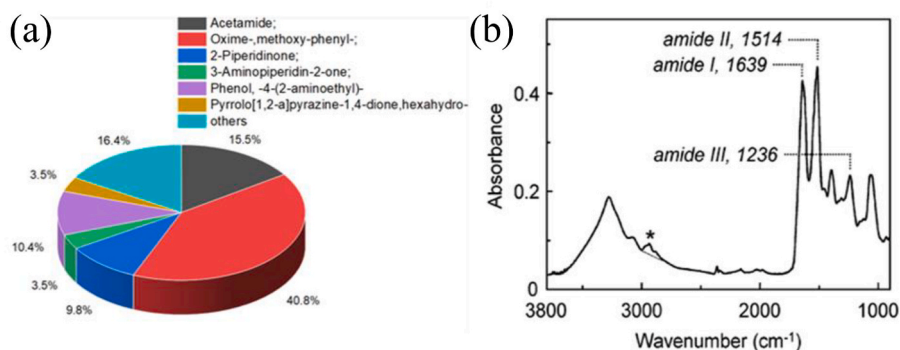 (a)
Acetamide;
Oxime-,methoxy-phenyl-;
2-Piperidinone;
3-Aminopiperidin-2-one;
Phenol, -4-(2-aminoethyl)-
Pyrrolo[1,2-a]pyrazine-1,4-dione,hexahydro-
others
16.4%
15.5%
3.5%
10.4%
3.5%
9.8%
40.8%
(b)
amide II, 1514
amide I, 1639
amide III, 1236
*
Absorbance
0.4
0.2
0
3800
3000
2000
1000
Wavenumber (cm⁻¹)